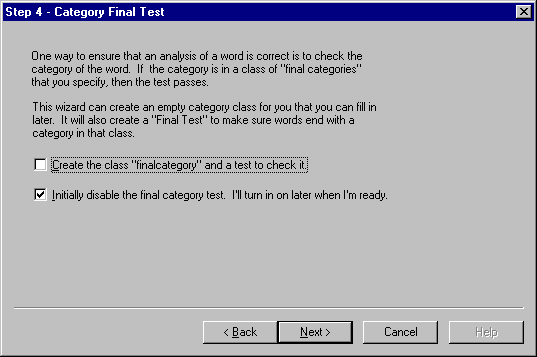 Step 4 - Category Final Test
One way to ensure that an analysis of a word is correct is to check the
category of the word.  If  the category is in a class of "final categories"
that you specify, then the test passes.
This wizard can create an empty category class for you that you can fill in
later.  It will also create a "Final Test" to make sure words end with a
category in that class.
Create the class "finalcategory" and a test to check it.
Initially disable the final category test.  I'll turn in on later when I'm ready.
< Back
Next >
Cancel
Help